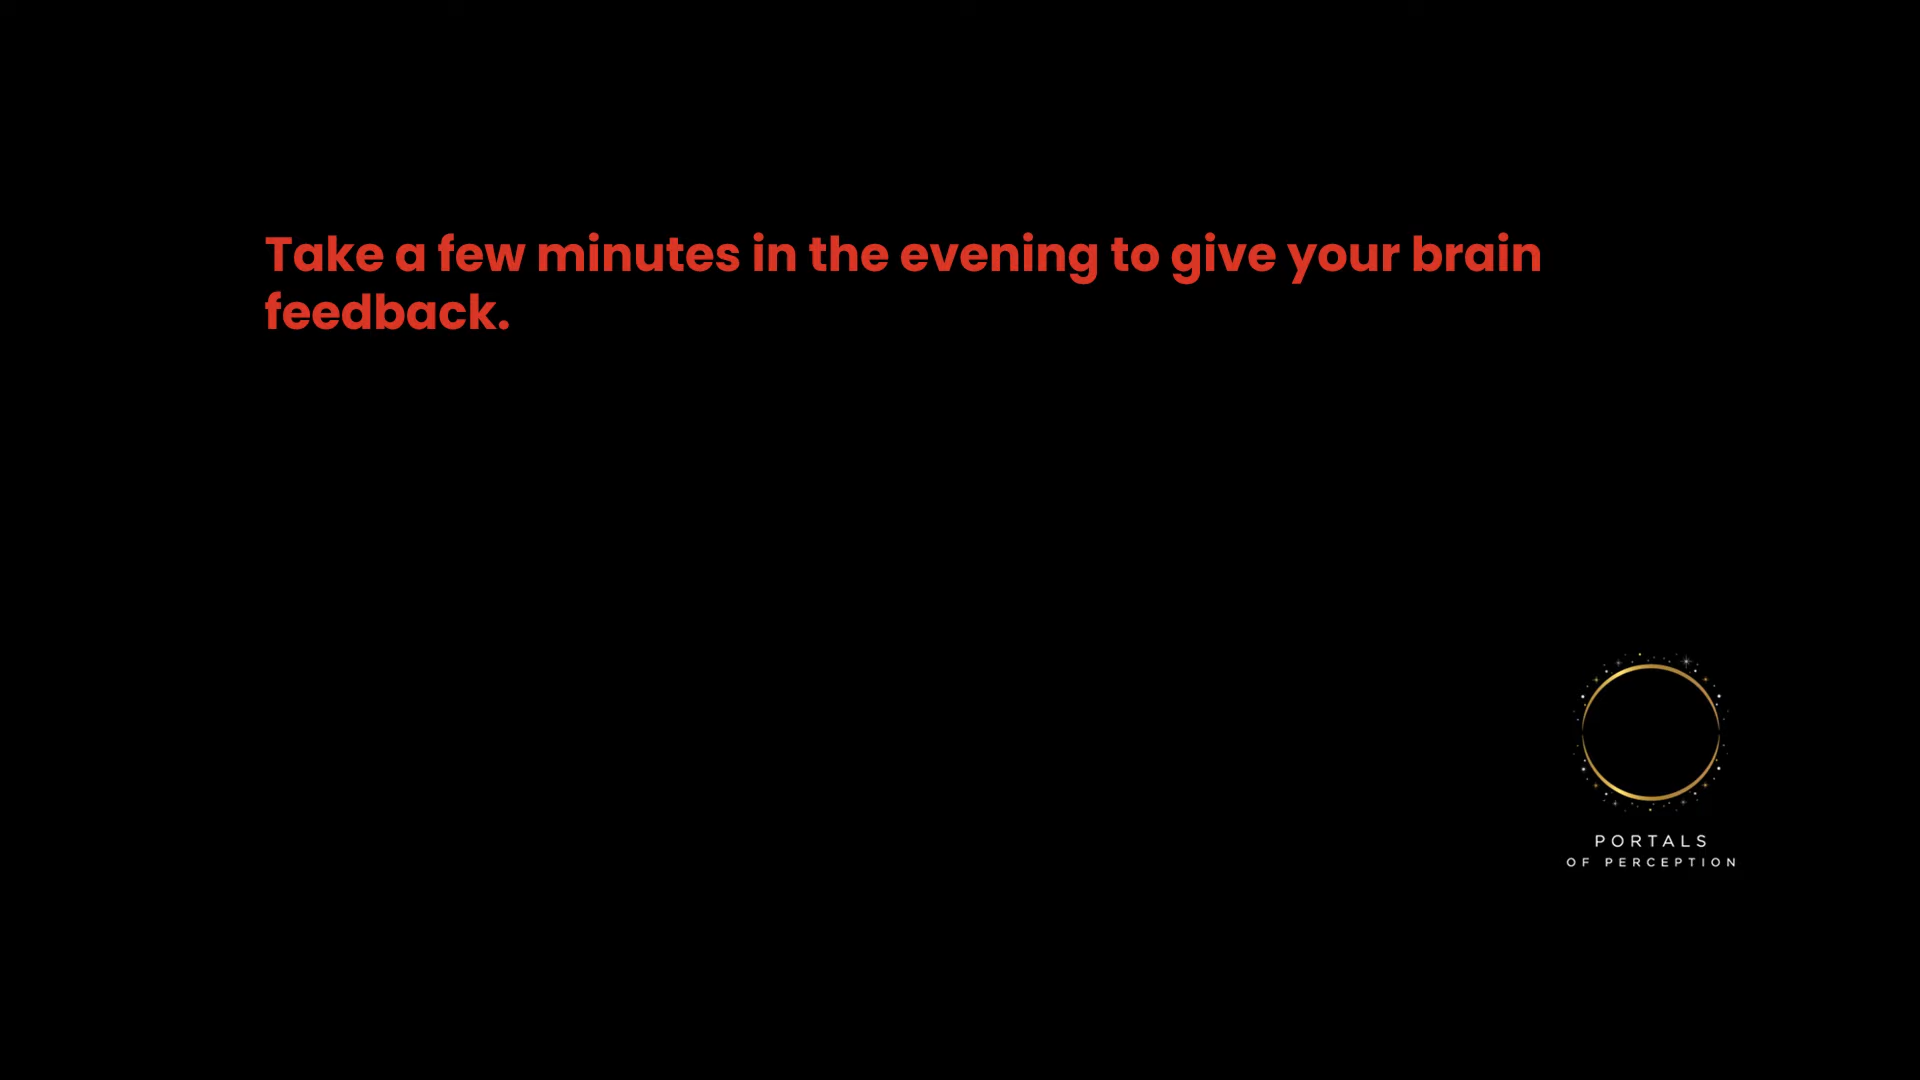 Take a few minutes in the evening to give your brain
feedback.
PORTALS
OF PERCEPTION